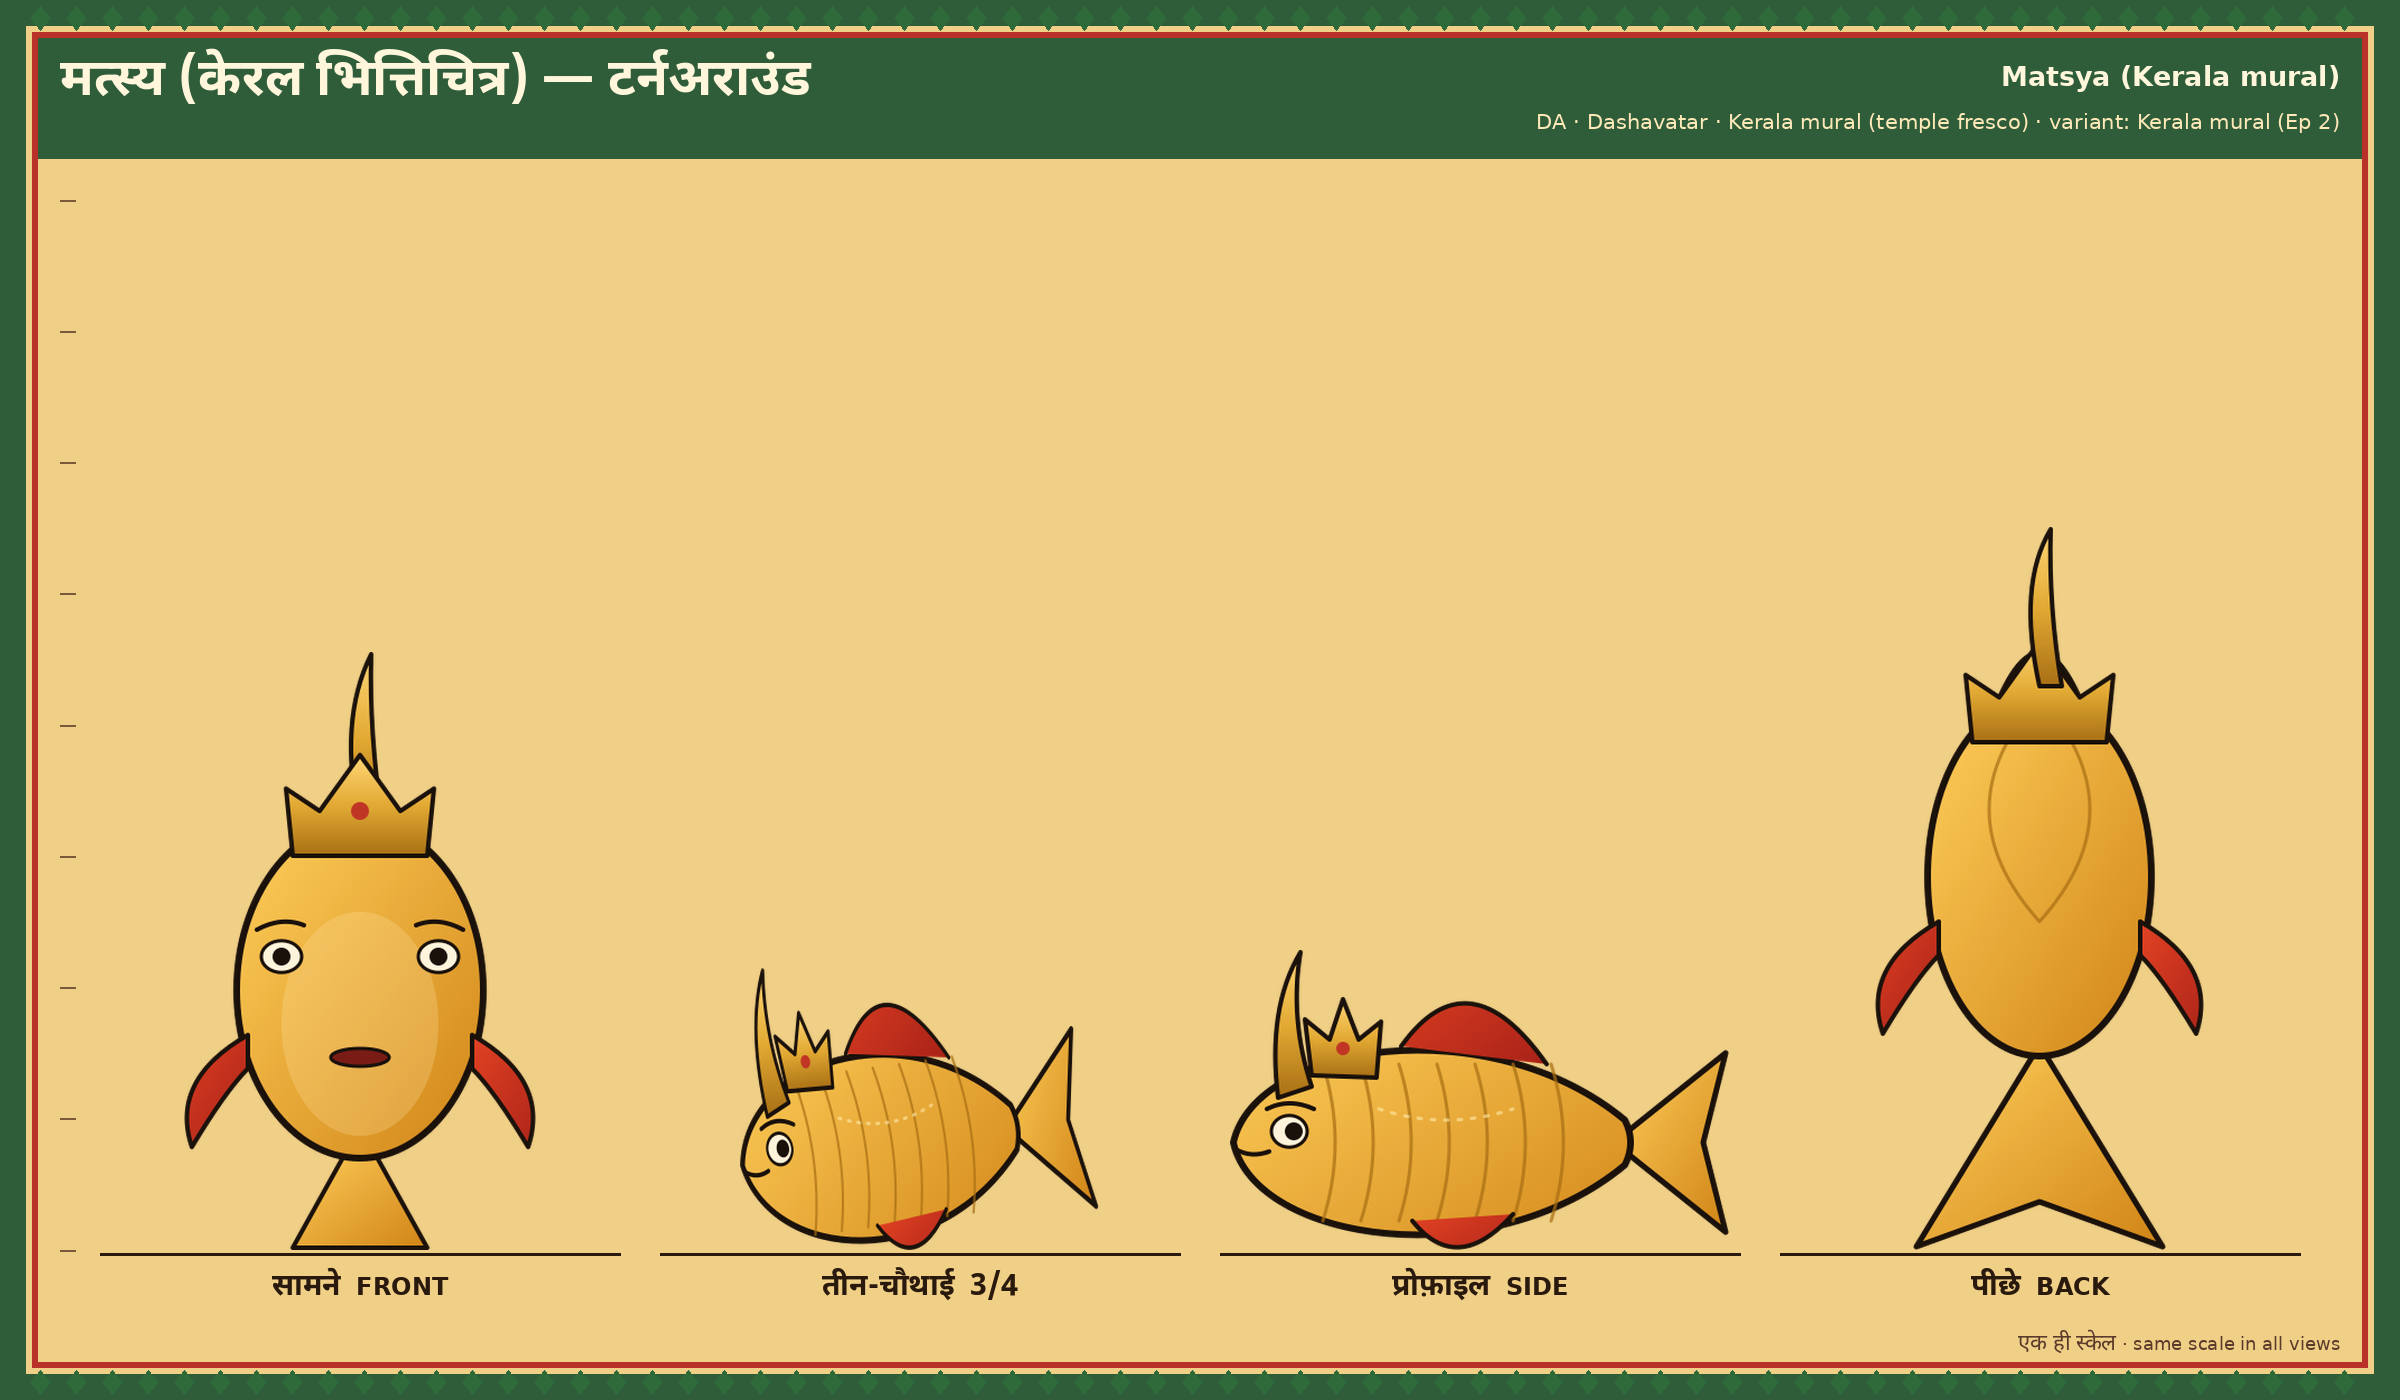 मत्स्य (केरल भित्तिचित्र) — टर्नअराउंड
Matsya (Kerala mural)
DA · Dashavatar · Kerala mural (temple fresco) · variant: Kerala mural (Ep 2)
सामने FRONT
तीन-चौथाई 3/4
प्रोफ़ाइल SIDE
पीछे BACK
एक ही स्केल · same scale in all views